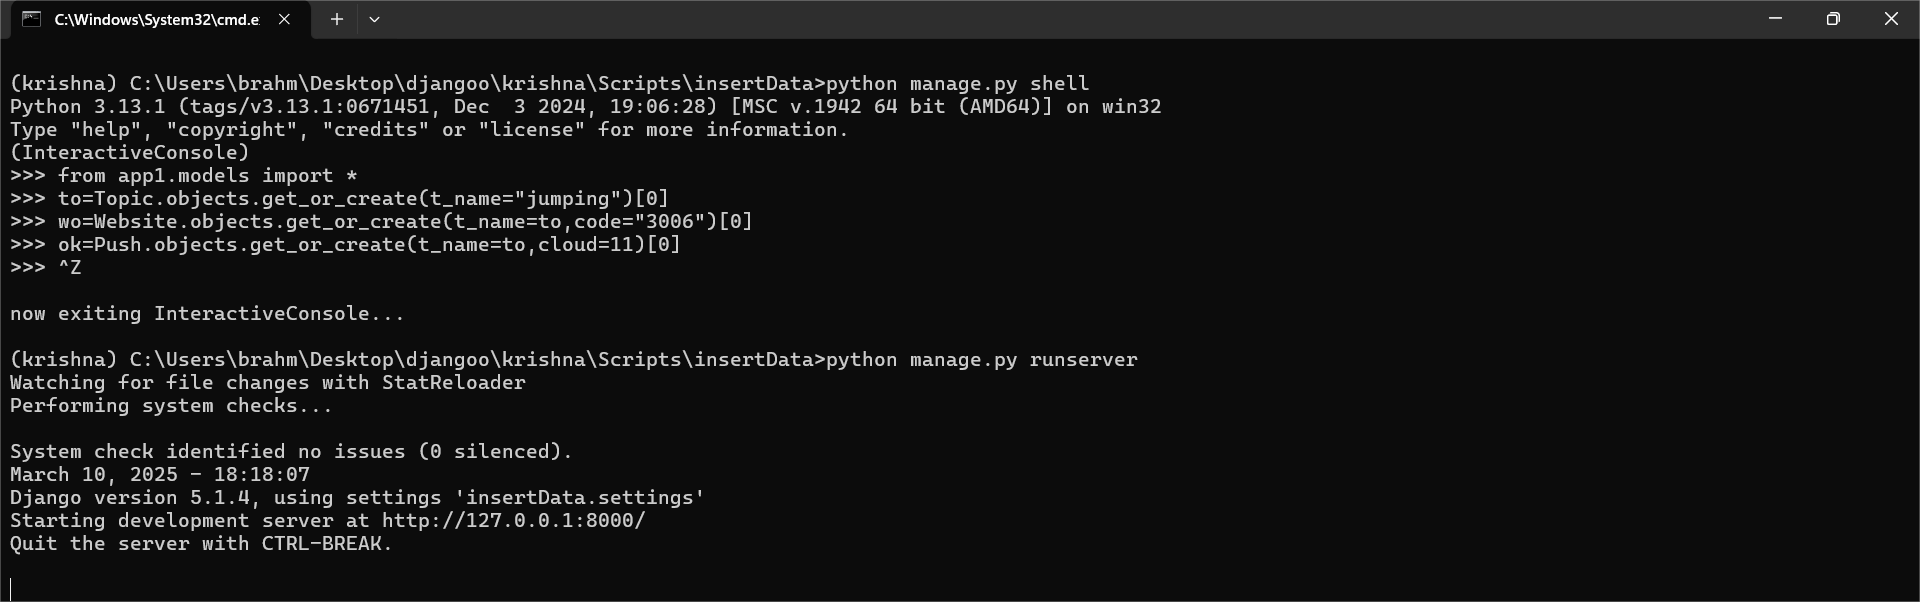 C:\Windows\System32\cmd.e
(krishna) C:\Users\brahm\Desktop\djangoo\krishna\Scripts\insertData>python manage.py shell
Python 3.13.1 (tags/v3.13.1:0671451, Dec  3 2024, 19:06:28) [MSC v.1942 64 bit (AMD64)] on win32
Type "help", "copyright", "credits" or "license" for more information.
(InteractiveConsole)
>>> from app1.models import *
>>> to=Topic.objects.get_or_create(t_name="jumping")[0]
>>> wo=Website.objects.get_or_create(t_name=to,code="3006")[0]
>>> ok=Push.objects.get_or_create(t_name=to,cloud=11)[0]
>>> ^Z
now exiting InteractiveConsole...
(krishna) C:\Users\brahm\Desktop\djangoo\krishna\Scripts\insertData>python manage.py runserver
Watching for file changes with StatReloader
Performing system checks...
System check identified no issues (0 silenced).
March 10, 2025 - 18:18:07
Django version 5.1.4, using settings 'insertData.settings'
Starting development server at http://127.0.0.1:8000/
Quit the server with CTRL-BREAK.